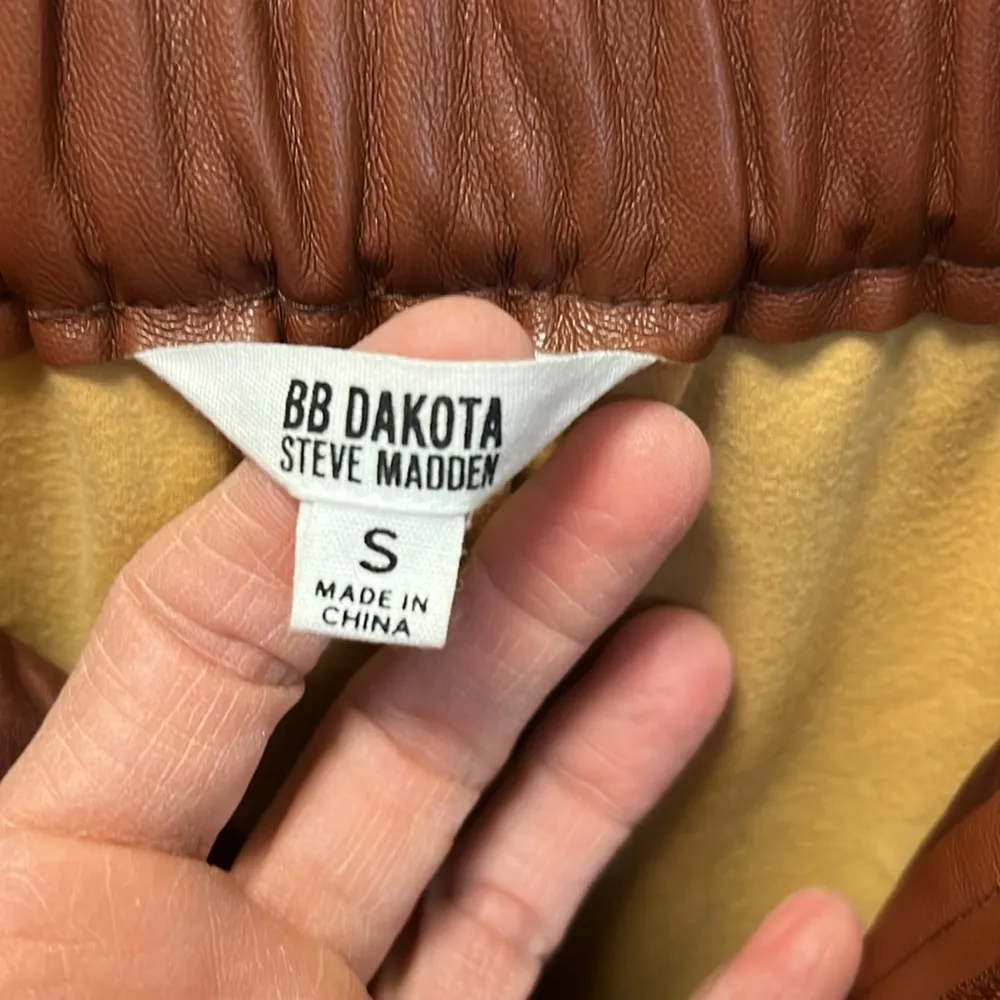 BB DAKOTA
STEVE MADDEN
S
MADE IN
CHINA